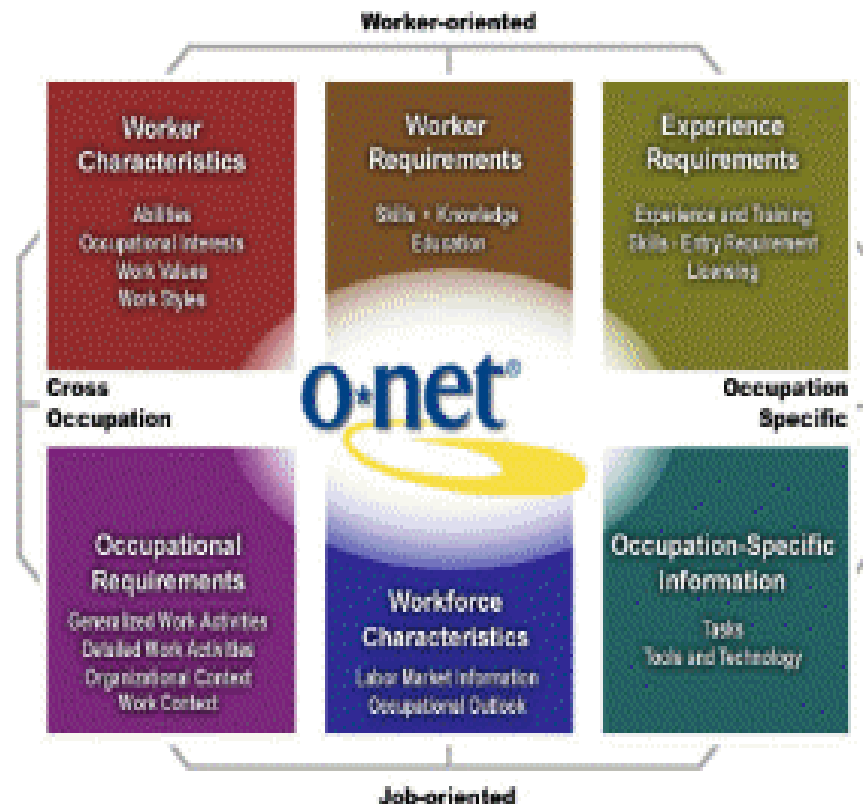 Worker-oriented
Worker
Characteristics
Abilities
Occupational Interests
Work Values
Work Styles
Worker
Requirements
Skills • Knowledge
Education
Experience
Requirements
Experience and Training
Skills - Entry Requirement
Licensing
Cross
Occupation
o*net®
Occupation
Specific
Occupational
Requirements
Generalized Work Activities
Detailed Work Activities
Organizational Context
Work Context
Workforce
Characteristics
Labor Market Information
Occupational Outlook
Occupation-Specific
Information
Tasks
Tools and Technology
Job-oriented